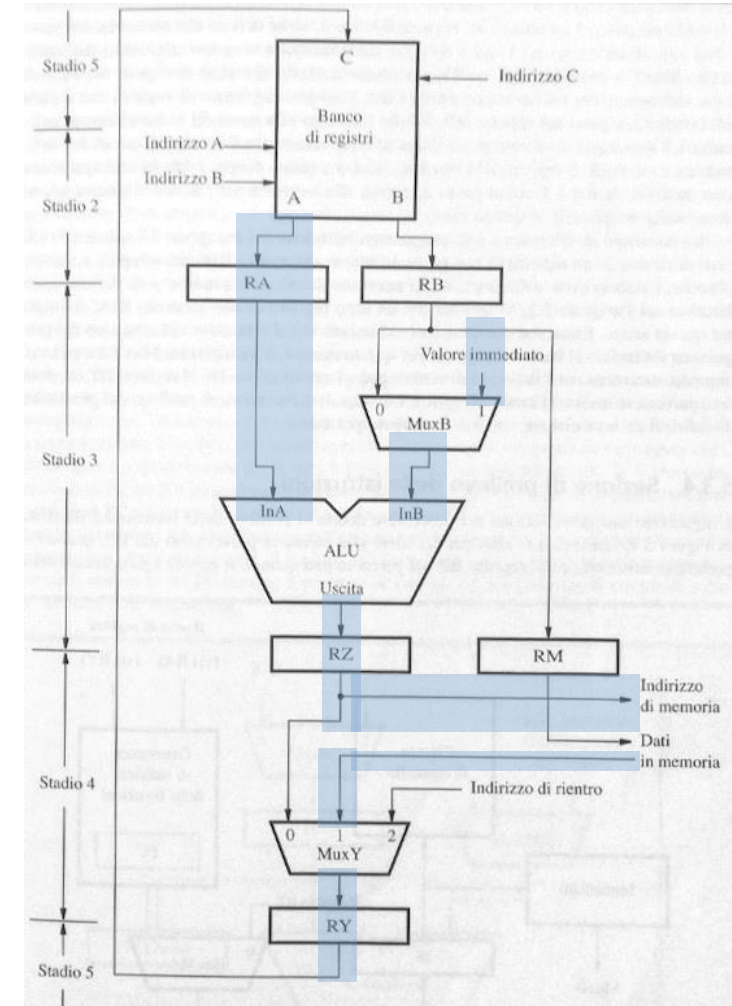 Stadio 5
C
Indirizzo C
Banco
di registri
Indirizzo A
Indirizzo B
Stadio 2
A
B
RA
RB
Valore immediato
0
1
MuxB
Stadio 3
InA
InB
ALU
Uscita
RZ
RM
Indirizzo
di memoria
Dati
in memoria
Stadio 4
Indirizzo di rientro
0
1
2
MuxY
RY
Stadio 5